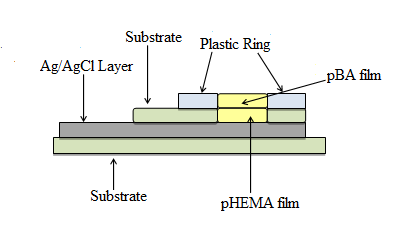 Substrate
Plastic Ring
Ag/AgCl Layer
pBA film
Substrate
pHEMA film